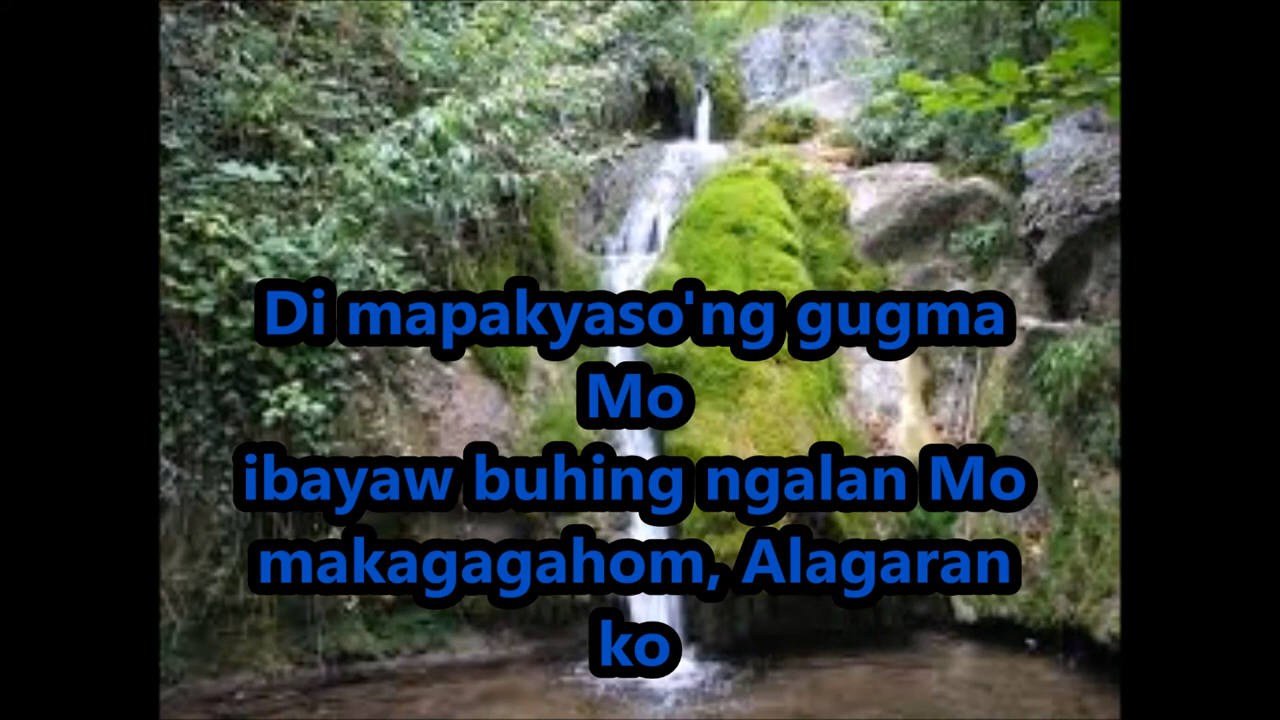 Di mapakyaso'ng gugma
Mo
ibayaw buhing ngalan Mo
makagagahom, Alagaran
ko